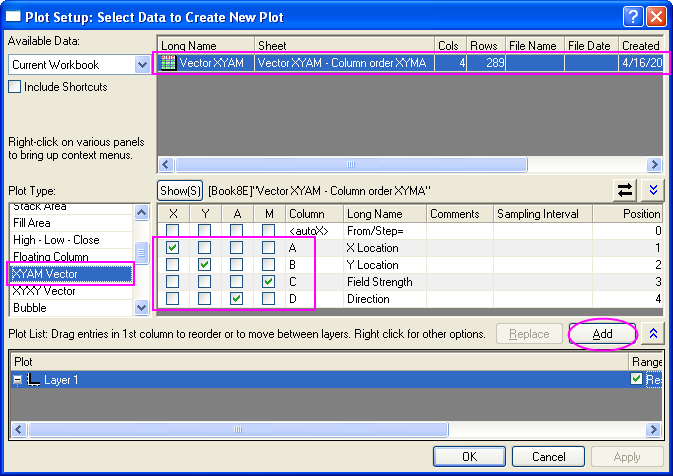 Plot Setup: Select Data to Create New Plot
Available Data:
Current Workbook
Include Shortcuts
Right-click on various panels
to bring up context menus.
Long Name Sheet Cols Rows File Name File Date Created
Vector XYAM Vector XYAM - Column order XYMA 4 289 4/16/20
Plot Type:
Stack Area
Fill Area
High - Low - Close
Floating Column
XYAM Vector
XYXY Vector
Bubble
Show(S) [Book8E]"Vector XYAM - Column order XYMA"
X Y A M Column Long Name Comments Sampling Interval Position
<autoX> From/Step= 0
A X Location 1
B Y Location 2
C Field Strength 3
D Direction 4
Plot List: Drag entries in 1st column to reorder or to move between layers. Right click for other options. Replace Add
Plot Range
Layer 1 Res
OK Cancel Apply